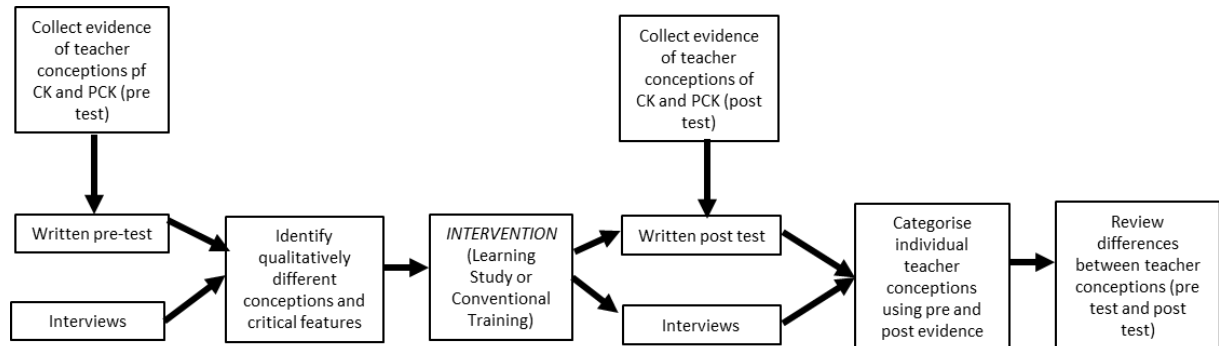 Collect evidence
of teacher
conceptions pf
CK and PCK (pre
test)
Collect evidence
of teacher
conceptions of
CK and PCK (post
test)
Written pre-test
Interviews
Identify
qualitatively
different
conceptions and
critical features
INTERVENTION
(Learning
Study or
Conventional
Training)
Written post test
Interviews
Categorise
individual
teacher
conceptions
using pre and
post evidence
Review
differences
between teacher
conceptions (pre
test and post
test)